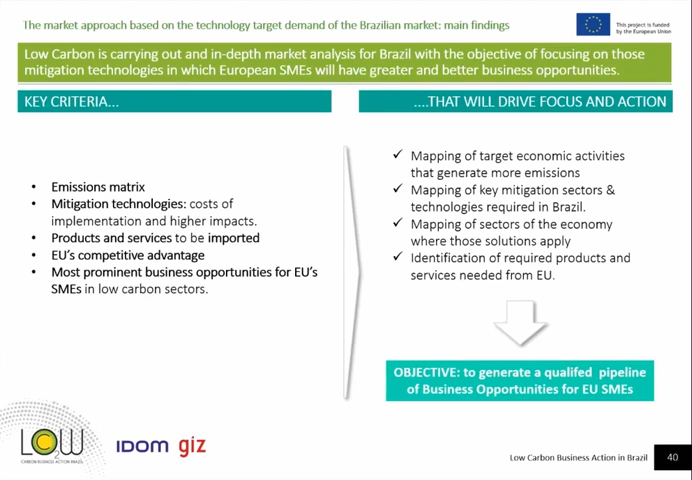 The market approach based on the technology target demand of the Brazilian market: main findings
This project is funded
by the European Union
Low Carbon is carrying out and in-depth market analysis for Brazil with the objective of focusing on those
mitigation technologies in which European SMEs will have greater and better business opportunities.
KEY CRITERIA...
....THAT WILL DRIVE FOCUS AND ACTION
• Emissions matrix
• Mitigation technologies: costs of
implementation and higher impacts.
• Products and services to be imported
• EU's competitive advantage
• Most prominent business opportunities for EU's
SMEs in low carbon sectors.
✓ Mapping of target economic activities
that generate more emissions
✓ Mapping of key mitigation sectors &
technologies required in Brazil.
✓ Mapping of sectors of the economy
where those solutions apply
✓ Identification of required products and
services needed from EU.
OBJECTIVE: to generate a qualifed pipeline
of Business Opportunities for EU SMEs
LOW
CO2
CARBON BUSINESS ACTION BRAZIL
IDOM
giz
Low Carbon Business Action in Brazil
40